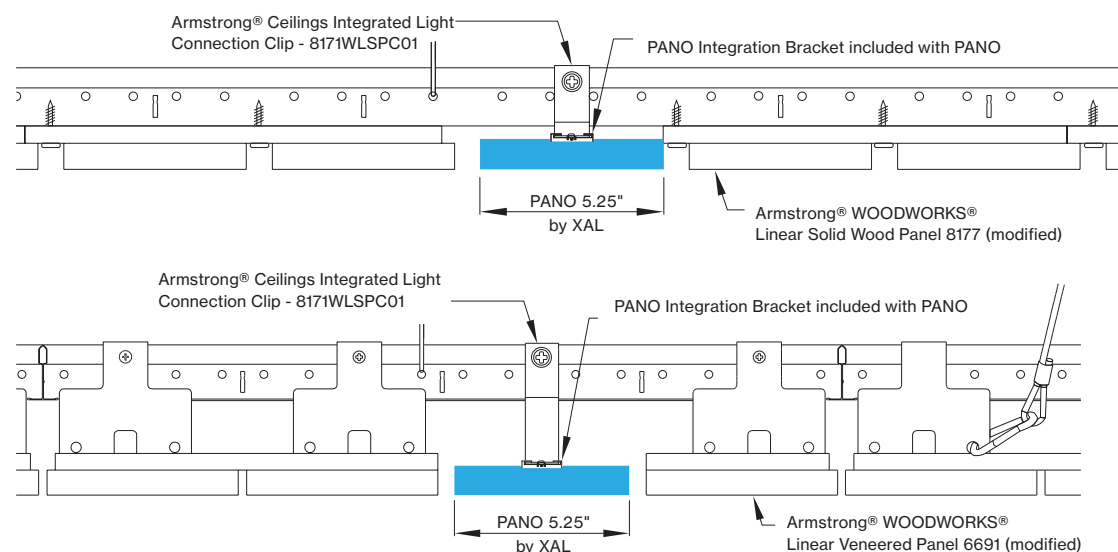 Armstrong® Ceilings Integrated Light
Connection Clip - 8171WLSPC01
PANO Integration Bracket included with PANO
PANO 5.25"
by XAL
Armstrong® WOODWORKS®
Linear Solid Wood Panel 8177 (modified)
Armstrong® Ceilings Integrated Light
Connection Clip - 8171WLSPC01
PANO Integration Bracket included with PANO
PANO 5.25"
by XAL
Armstrong® WOODWORKS®
Linear Veneered Panel 6691 (modified)